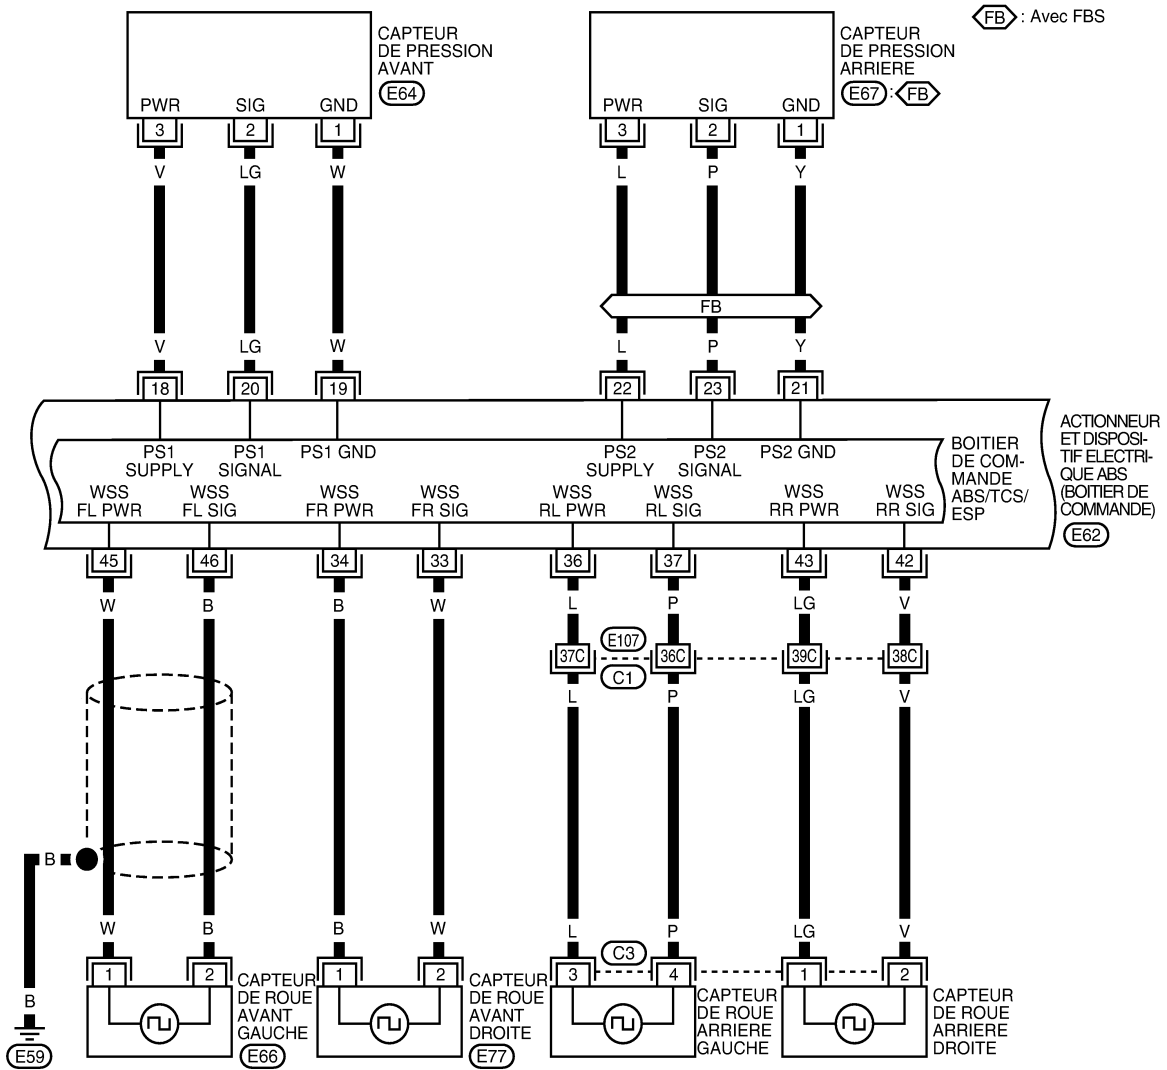 FB : Avec FBS
CAPTEUR
DE PRESSION
AVANT
E64
CAPTEUR
DE PRESSION
ARRIERE
E67 : FB
PWR SIG GND
3 2 1
PWR SIG GND
3 2 1
V LG W
L P Y
FB
V LG W
L P Y
18 20 19
22 23 21
PS1
SUPPLY
PS1
SIGNAL
PS1 GND
PS2
SUPPLY
PS2
SIGNAL
PS2 GND
BOITIER
DE COM-
MANDE
ABS/TCS/
ESP
ACTIONNEUR
ET DISPOSI-
TIF ELECTRI-
QUE ABS
(BOITIER DE
COMMANDE)
E62
WSS
FL PWR
WSS
FL SIG
WSS
FR PWR
WSS
FR SIG
WSS
RL PWR
WSS
RL SIG
WSS
RR PWR
WSS
RR SIG
45 46 34 33 36 37 43 42
W B B W L P LG V
E107
37C 36C 39C 38C
C1
L P LG V
B
W B B W L P LG V
C3
1 2 1 2 3 4 1 2
B
E59
CAPTEUR
DE ROUE
AVANT
GAUCHE
E66
CAPTEUR
DE ROUE
AVANT
DROITE
E77
CAPTEUR
DE ROUE
ARRIERE
GAUCHE
CAPTEUR
DE ROUE
ARRIERE
DROITE